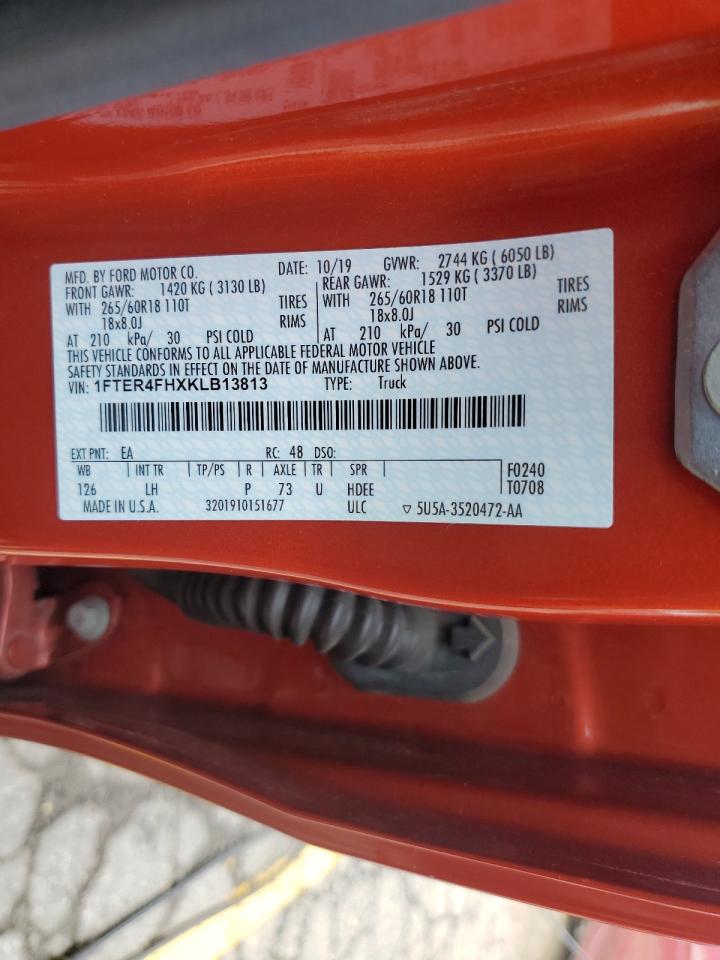 MFD. BY FORD MOTOR CO. DATE: 10/19 GVWR: 2744 KG ( 6050 LB)
FRONT GAWR: 1420 KG ( 3130 LB) REAR GAWR: 1529 KG ( 3370 LB)
WITH 265/60R18 110T TIRES WITH 265/60R18 110T TIRES
18x8.0J RIMS 18x8.0J RIMS
AT 210 kPa/ 30 PSI COLD AT 210 kPa/ 30 PSI COLD
THIS VEHICLE CONFORMS TO ALL APPLICABLE FEDERAL MOTOR VEHICLE
SAFETY STANDARDS IN EFFECT ON THE DATE OF MANUFACTURE SHOWN ABOVE.
VIN: 1FTER4FHXKLB13813 TYPE: Truck
EXT PNT: EA RC: 48 DSO:
WB INT TR TP/PS R AXLE TR SPR F0240
126 LH P 73 U HDEE T0708
MADE IN U.S.A. 3201910151677 ULC ▽ 5U5A-3520472-AA